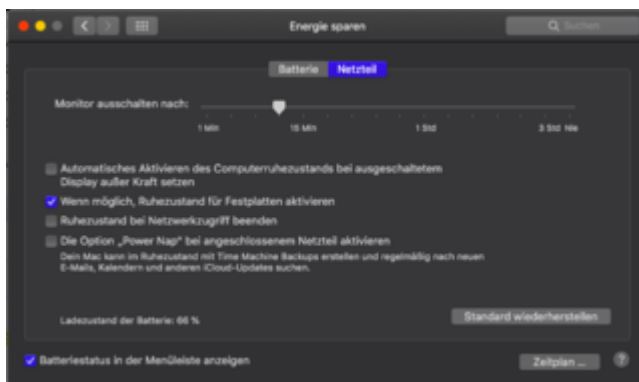 Energie sparen
Suchen
Batterie
Netzteil
Monitor ausschalten nach:
1 Min
15 Min
1 Std
3 Std
Nie
Automatisches Aktivieren des Computerruhezustands bei ausgeschaltetem
Display außer Kraft setzen
Wenn möglich, Ruhezustand für Festplatten aktivieren
Ruhezustand bei Netzwerkzugriff beenden
Die Option „Power Nap“ bei angeschlossenem Netzteil aktivieren
Dein Mac kann im Ruhezustand mit Time Machine Backups erstellen und regelmäßig nach neuen
E-Mails, Kalendern und anderen iCloud-Updates suchen.
Ladezustand der Batterie: 66 %
Standard wiederherstellen
Batteriestatus in der Menüleiste anzeigen
Zeitplan ...
?